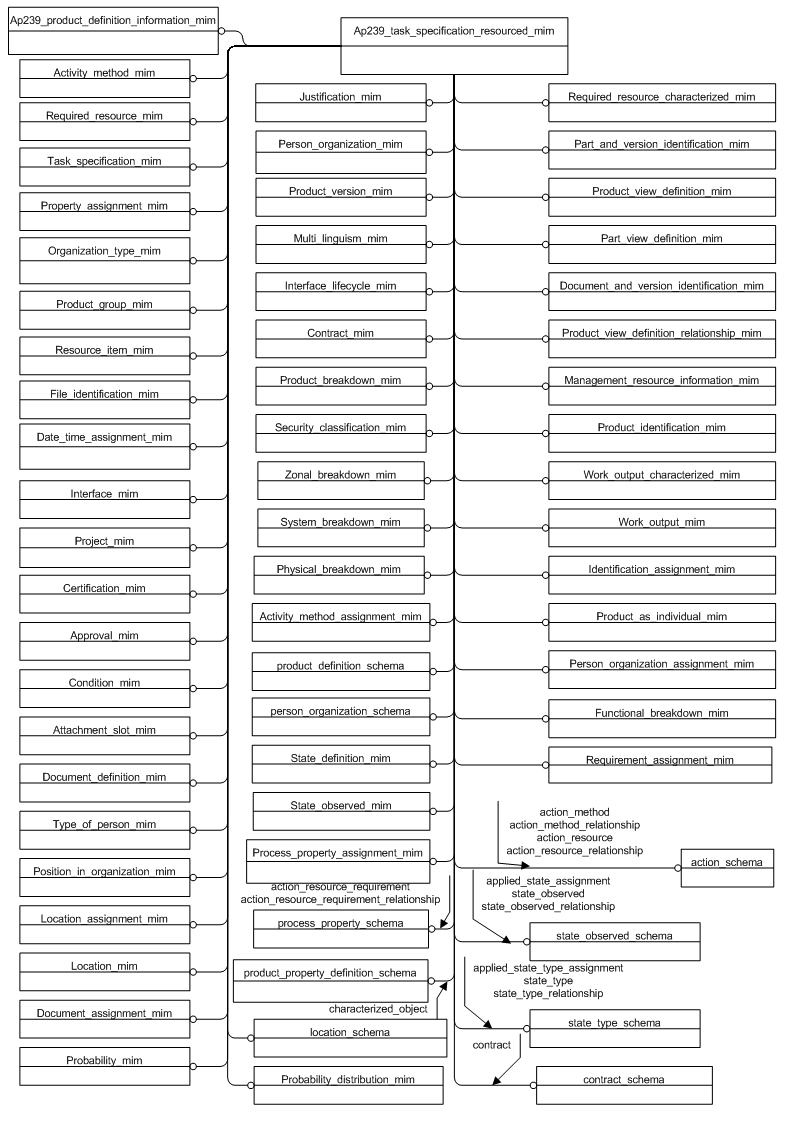 Ap239_product_definition_information_mim
Ap239_task_specification_resourced_mim
Activity_method_mim
Required_resource_mim
Task_specification_mim
Property_assignment_mim
Organization_type_mim
Product_group_mim
Resource_item_mim
File_identification_mim
Date_time_assignment_mim
Interface_mim
Project_mim
Certification_mim
Approval_mim
Condition_mim
Attachment_slot_mim
Document_definition_mim
Type_of_person_mim
Position_in_organization_mim
Location_assignment_mim
Location_mim
Document_assignment_mim
Probability_mim
Justification_mim
Person_organization_mim
Product_version_mim
Multi_linguism_mim
Interface_lifecycle_mim
Contract_mim
Product_breakdown_mim
Security_classification_mim
Zonal_breakdown_mim
System_breakdown_mim
Physical_breakdown_mim
Activity_method_assignment_mim
product_definition_schema
person_organization_schema
State_definition_mim
State_observed_mim
Process_property_assignment_mim
action_resource_requirement
action_resource_requirement_relationship
process_property_schema
product_property_definition_schema
characterized_object
location_schema
Probability_distribution_mim
Required_resource_characterized_mim
Part_and_version_identification_mim
Product_view_definition_mim
Part_view_definition_mim
Document_and_version_identification_mim
Product_view_definition_relationship_mim
Management_resource_information_mim
Product_identification_mim
Work_output_characterized_mim
Work_output_mim
Identification_assignment_mim
Product_as_individual_mim
Person_organization_assignment_mim
Functional_breakdown_mim
Requirement_assignment_mim
action_method
action_method_relationship
action_resource
action_resource_relationship
action_schema
applied_state_assignment
state_observed
state_observed_relationship
state_observed_schema
applied_state_type_assignment
state_type
state_type_relationship
state_type_schema
contract
contract_schema